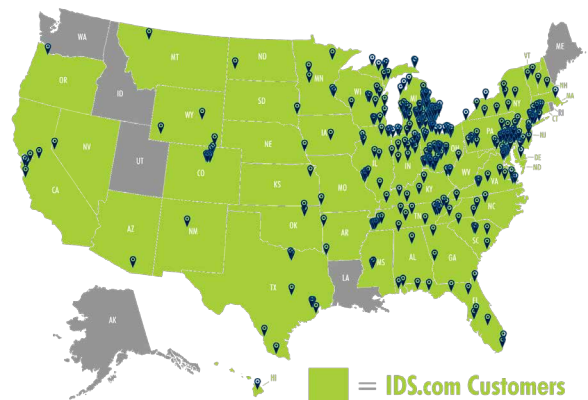 WA
MT
ND
MN
ME
VT
NH
MA
RI
CT
OR
ID
WY
SD
WI
MI
NY
NV
UT
NE
IA
IL
IN
OH
PA
NJ
DE
MD
CA
CO
KS
MO
KY
WV
VA
AZ
NM
OK
AR
TN
NC
SC
TX
LA
MS
AL
GA
FL
AK
HI
= IDS.com Customers